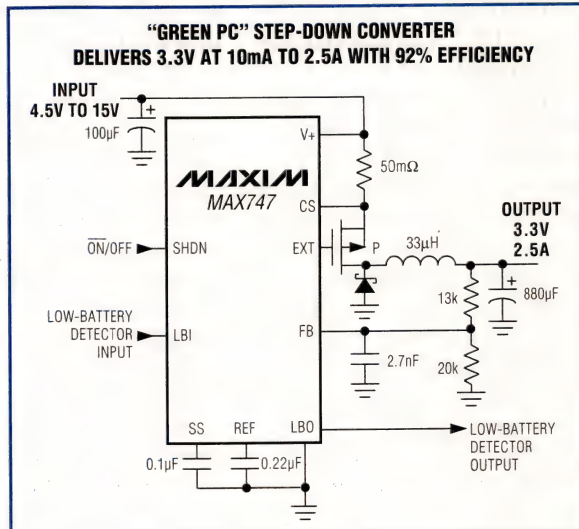 “GREEN PC” STEP-DOWN CONVERTER
DELIVERS 3.3V AT 10mA TO 2.5A WITH 92% EFFICIENCY
INPUT
4.5V TO 15V
100µF
+
V+
50mΩ
MAXIM
MAX747
CS
OUTPUT
3.3V
2.5A
ON/OFF
SHDN
EXT
P
33µH
+
13k
880µF
LOW-BATTERY
DETECTOR
INPUT
LBI
FB
2.7nF
20k
SS
REF
LBO
LOW-BATTERY
DETECTOR
OUTPUT
0.1µF
0.22µF